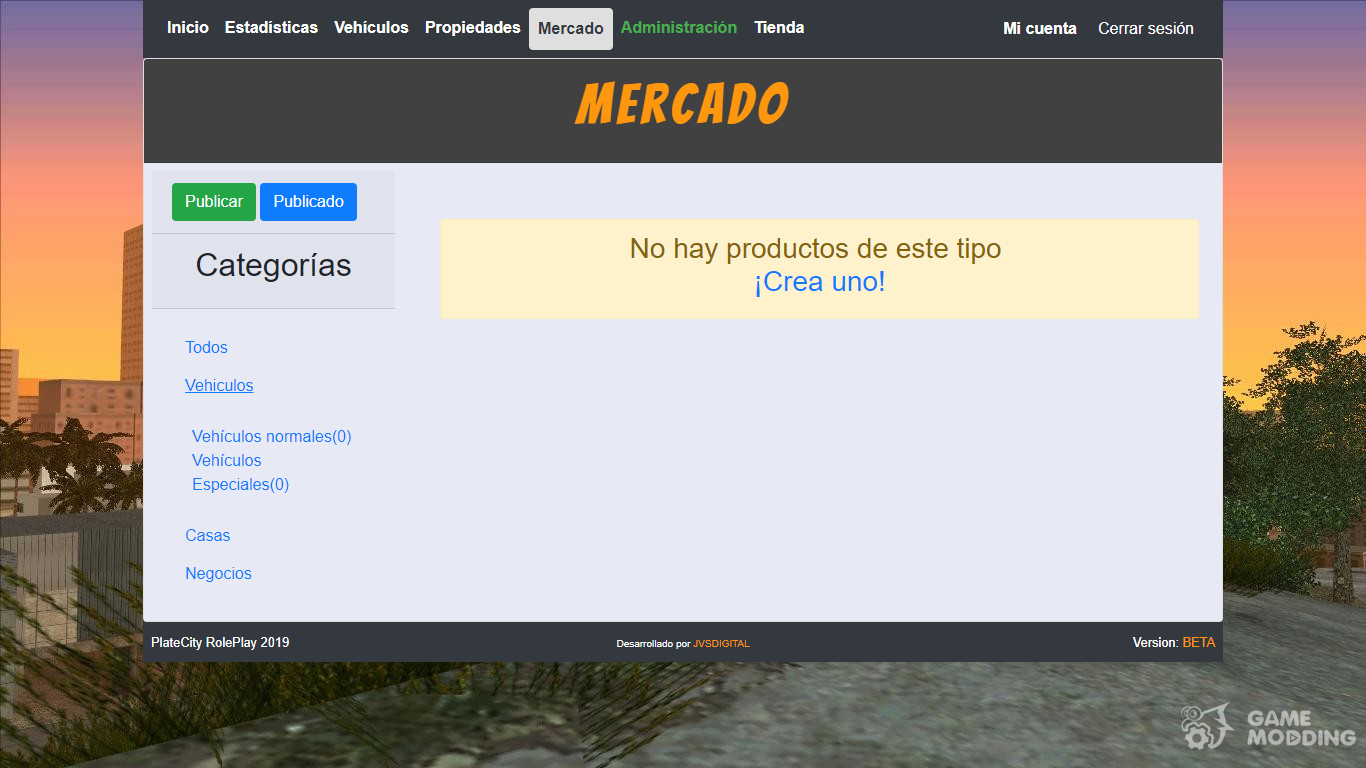 Inicio Estadísticas Vehículos Propiedades Mercado Administración Tienda Mi cuenta Cerrar sesión
MERCADO
Publicar Publicado
Categorías
No hay productos de este tipo
¡Crea uno!
Todos
Vehiculos
Vehículos normales(0)
Vehículos
Especiales(0)
Casas
Negocios
PlateCity RolePlay 2019 Desarrollado por JVSDIGITAL Version: BETA
GAME
MODDING